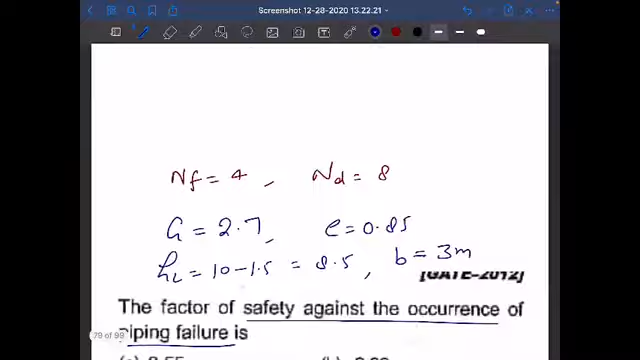 Screenshot 12-28-2020 13.22.21
Nf = 4 , Nd = 8
G = 2.7 , e = 0.85
hL = 10 - 1.5 = 8.5 , b = 3m
[GATE-2012]
The factor of safety against the occurrence of
piping failure is
79 of 99